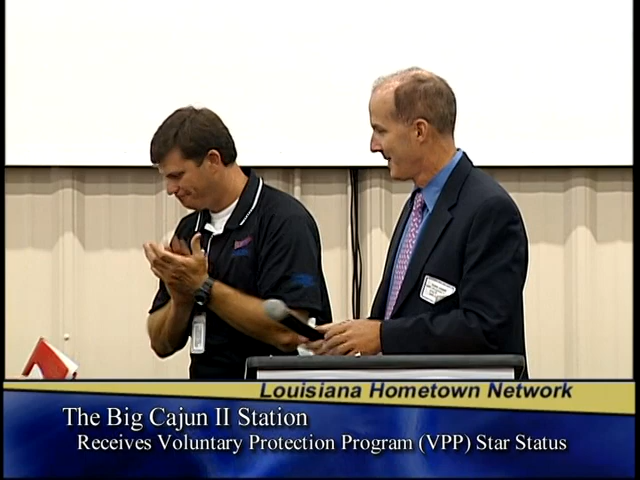 Louisiana Hometown Network
The Big Cajun II Station
Receives Voluntary Protection Program (VPP) Star Status